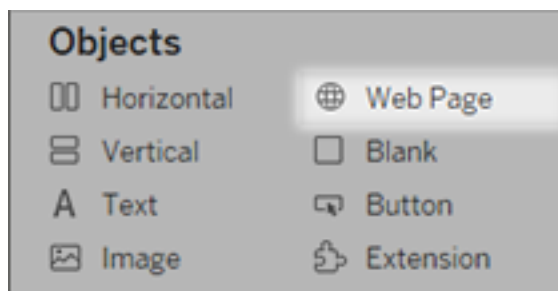 Objects
Horizontal Web Page
Vertical Blank
Text Button
Image Extension